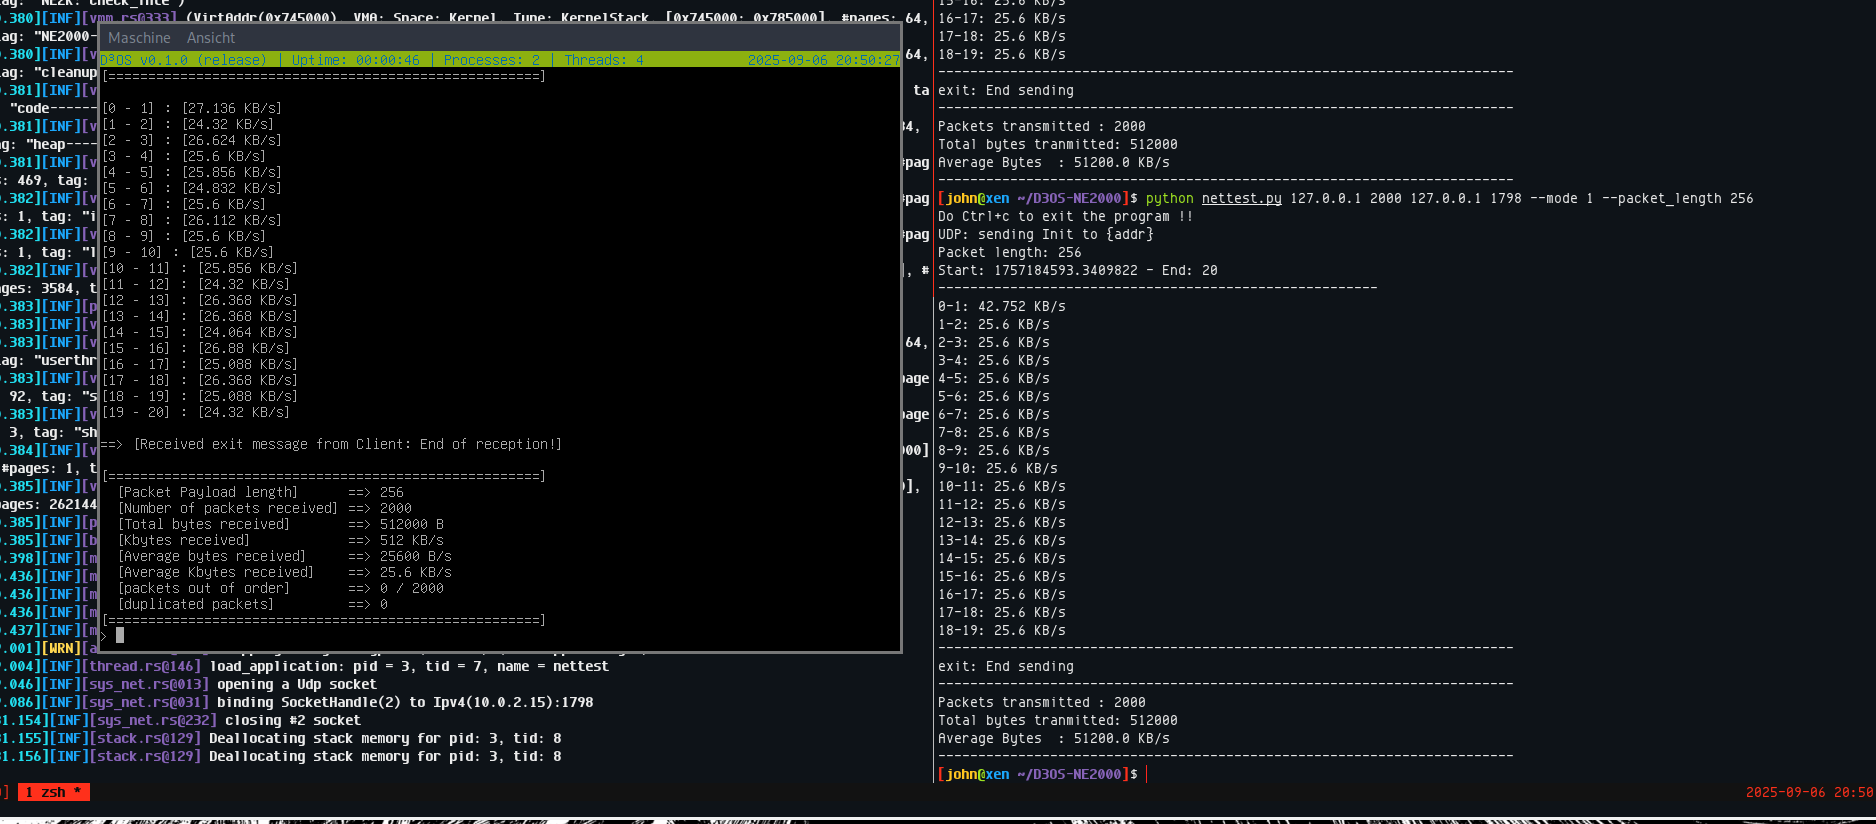 lag: "NE2K: check_inte")
.380][INF][vmm.rs@333] (VirtAddr(0x745000), VMA: Space: Kernel, Type: KernelStack, [0x745000; 0x785000], #pages: 64,
ag: "NE2000-
.380][INF][v 64,
ag: "cleanup
.381][INF][v ta
"code------
.381][INF][v 84,
ag: "heap----
.381][INF][v #pag
s: 469, tag:
.382][INF][v #pag
s: 1, tag: "i
.382][INF][v #pag
s: 1, tag: "l
.382][INF][v ], #
ges: 3584, t
.383][INF][p
.383][INF][v
.383][INF][v 64,
ag: "userthr
.383][INF][v page
92, tag: "s
.383][INF][v page
3, tag: "sh
.384][INF][v 000]
#pages: 1, t
.385][INF][v ],
pages: 262144
.385][INF][p
.385][INF][b
.398][INF][m
.436][INF][m
.436][INF][m
.436][INF][m
.437][INF][m
.001][WRN][a
.004][INF][thread.rs@146] load_application: pid = 3, tid = 7, name = nettest
.046][INF][sys_net.rs@013] opening a Udp socket
.086][INF][sys_net.rs@031] binding SocketHandle(2) to Ipv4(10.0.2.15):1798
31.154][INF][sys_net.rs@232] closing #2 socket
31.155][INF][stack.rs@129] Deallocating stack memory for pid: 3, tid: 8
31.156][INF][stack.rs@129] Deallocating stack memory for pid: 3, tid: 8
Maschine Ansicht
D³OS v0.1.0 (release) | Uptime: 00:00:46 | Processes: 2 | Threads: 4 2025-09-06 20:50:27
[======================================================]
[0 - 1] : [27.136 KB/s]
[1 - 2] : [24.32 KB/s]
[2 - 3] : [26.624 KB/s]
[3 - 4] : [25.6 KB/s]
[4 - 5] : [25.856 KB/s]
[5 - 6] : [24.832 KB/s]
[6 - 7] : [25.6 KB/s]
[7 - 8] : [26.112 KB/s]
[8 - 9] : [25.6 KB/s]
[9 - 10] : [25.6 KB/s]
[10 - 11] : [25.856 KB/s]
[11 - 12] : [24.32 KB/s]
[12 - 13] : [26.368 KB/s]
[13 - 14] : [26.368 KB/s]
[14 - 15] : [24.064 KB/s]
[15 - 16] : [26.88 KB/s]
[16 - 17] : [25.088 KB/s]
[17 - 18] : [26.368 KB/s]
[18 - 19] : [25.088 KB/s]
[19 - 20] : [24.32 KB/s]
==> [Received exit message from Client: End of reception!]
[======================================================]
[Packet Payload length] ==> 256
[Number of packets received] ==> 2000
[Total bytes received] ==> 512000 B
[Kbytes received] ==> 512 KB/s
[Average bytes received] ==> 25600 B/s
[Average Kbytes received] ==> 25.6 KB/s
[packets out of order] ==> 0 / 2000
[duplicated packets] ==> 0
[======================================================]
>
15-16: 25.6 KB/s
16-17: 25.6 KB/s
17-18: 25.6 KB/s
18-19: 25.6 KB/s
------------------------------------------------------------------------
exit: End sending
------------------------------------------------------------------------
Packets transmitted : 2000
Total bytes tranmitted: 512000
Average Bytes : 51200.0 KB/s
------------------------------------------------------------------------
[john@xen ~/D3OS-NE2000]$ python nettest.py 127.0.0.1 2000 127.0.0.1 1798 --mode 1 --packet_length 256
Do Ctrl+c to exit the program !!
UDP: sending Init to {addr}
Packet length: 256
Start: 1757184593.3409822 - End: 20
-------------------------------------------------------
0-1: 42.752 KB/s
1-2: 25.6 KB/s
2-3: 25.6 KB/s
3-4: 25.6 KB/s
4-5: 25.6 KB/s
5-6: 25.6 KB/s
6-7: 25.6 KB/s
7-8: 25.6 KB/s
8-9: 25.6 KB/s
9-10: 25.6 KB/s
10-11: 25.6 KB/s
11-12: 25.6 KB/s
12-13: 25.6 KB/s
13-14: 25.6 KB/s
14-15: 25.6 KB/s
15-16: 25.6 KB/s
16-17: 25.6 KB/s
17-18: 25.6 KB/s
18-19: 25.6 KB/s
------------------------------------------------------------------------
exit: End sending
------------------------------------------------------------------------
Packets transmitted : 2000
Total bytes tranmitted: 512000
Average Bytes : 51200.0 KB/s
------------------------------------------------------------------------
[john@xen ~/D3OS-NE2000]$
] 1 zsh * 2025-09-06 20:50